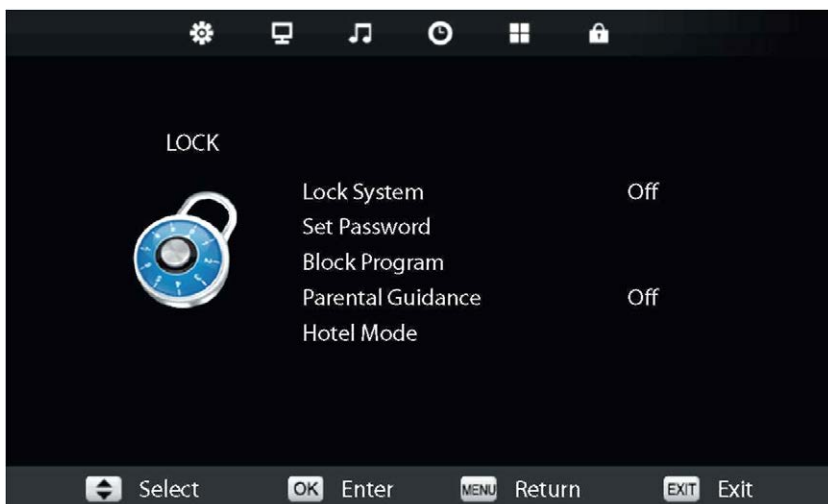 LOCK
Lock System Off
Set Password
Block Program
Parental Guidance Off
Hotel Mode
Select OK Enter MENU Return EXIT Exit